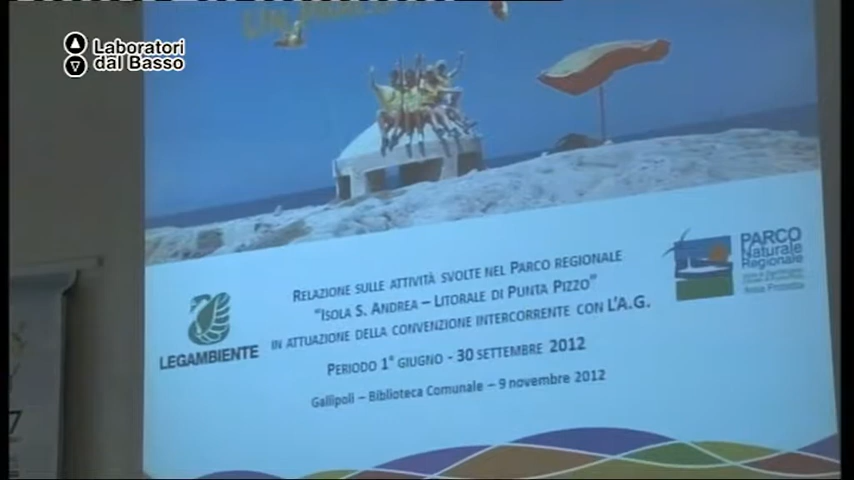 Laboratori
dal Basso
RELAZIONE SULLE ATTIVITÀ SVOLTE NEL PARCO REGIONALE
"ISOLA S. ANDREA – LITORALE DI PUNTA PIZZO"
IN ATTUAZIONE DELLA CONVENZIONE INTERCORRENTE CON L'A.G.
PERIODO 1° GIUGNO - 30 SETTEMBRE 2012
Gallipoli – Biblioteca Comunale – 9 novembre 2012
LEGAMBIENTE
PARCO
Naturale
Regionale
7